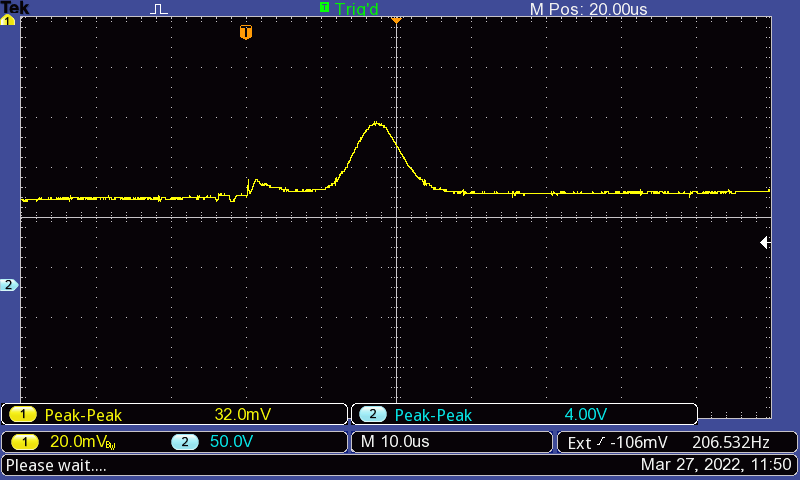 Tek T Trig'd M Pos: 20.00us
1
T
2
1 Peak-Peak 32.0mV 2 Peak-Peak 4.00V
1 20.0mVBW 2 50.0V M 10.0us Ext -106mV 206.532Hz
Please wait.... Mar 27, 2022, 11:50